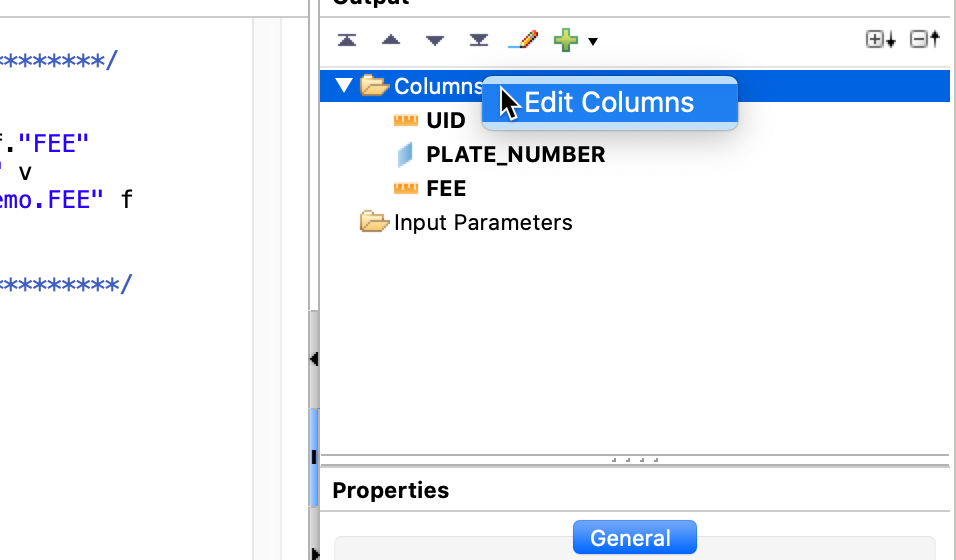 Output
********/
f."FEE"
" v
emo.FEE" f
*********/
Columns
Edit Columns
UID
PLATE_NUMBER
FEE
Input Parameters
Properties
General